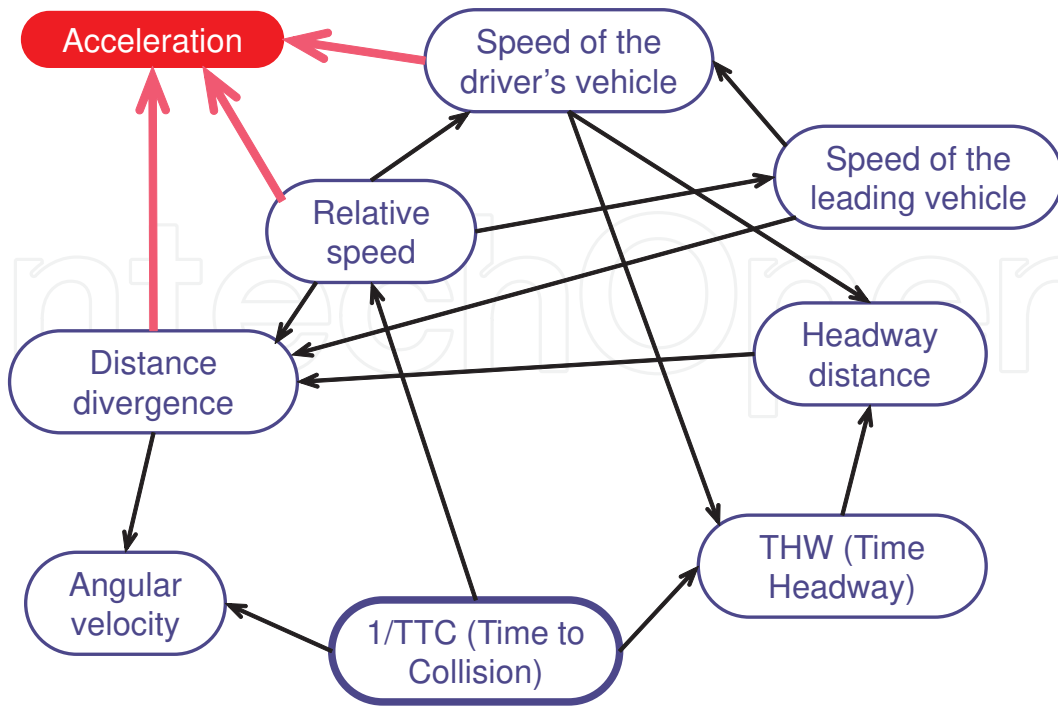 Acceleration
Speed of the
driver's vehicle
Speed of the
leading vehicle
Relative
speed
Headway
distance
Distance
divergence
THW (Time
Headway)
Angular
velocity
1/TTC (Time to
Collision)
ntechOpen